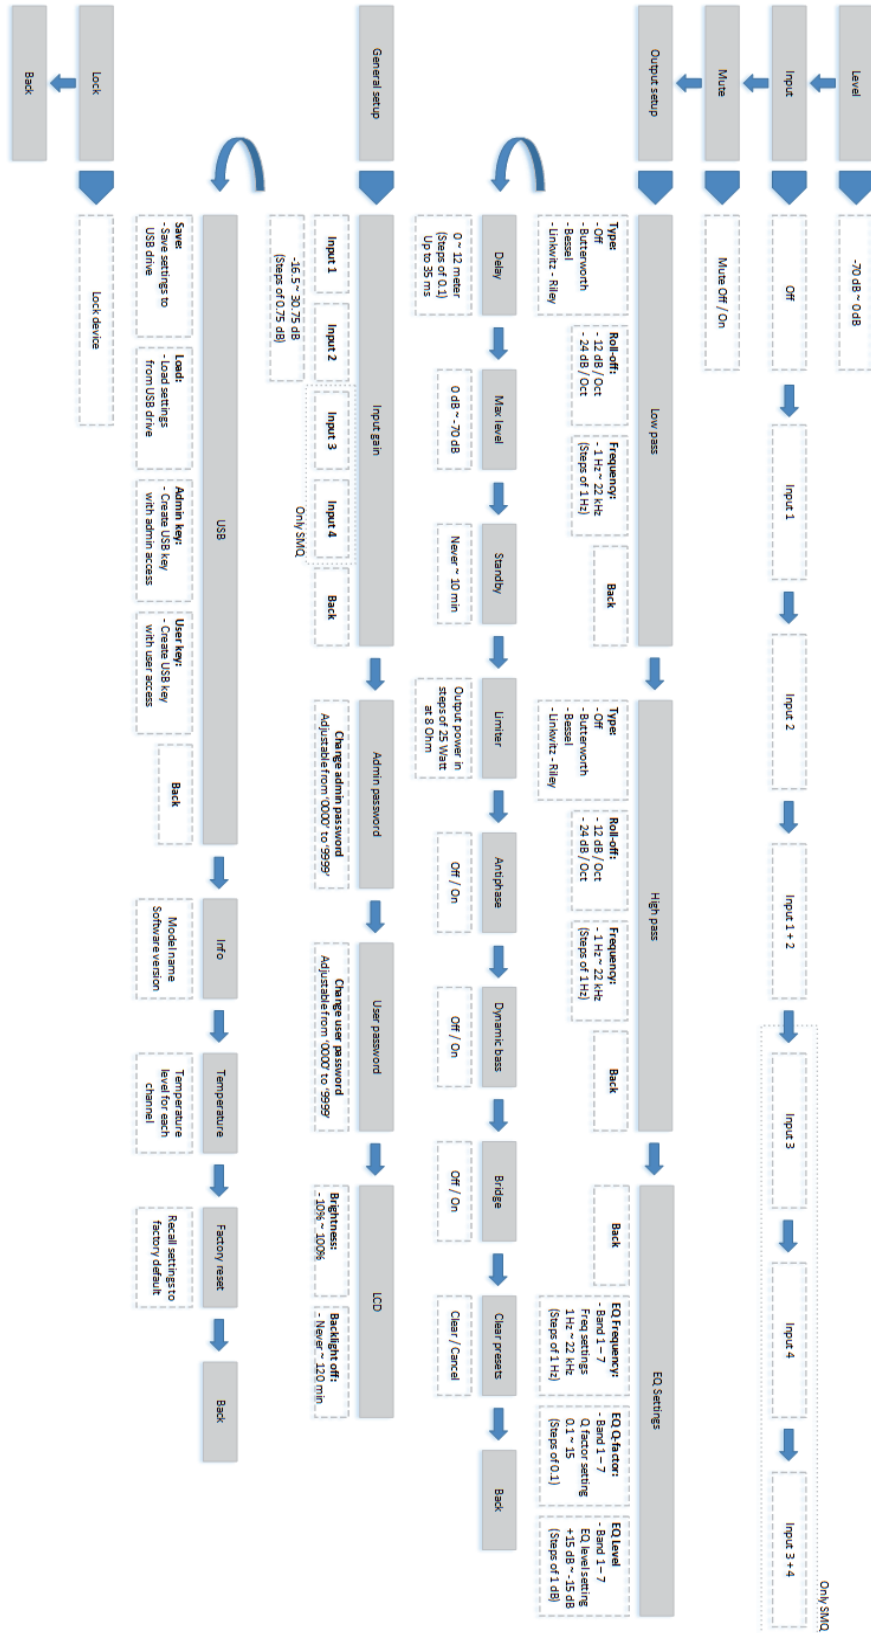 Level
-70 dB ~ 0dB
Input
Off
Input 1
Input 2
Input 1 + 2
Input 3
Input 4
Input 3 + 4
Only SMQ
Mute
Mute Off / On
Output setup
Low pass
High pass
EQ Settings
Type:
- Off
- Butterworth
- Bessel
- Linkwitz - Riley
Roll-off:
- 12 dB / Oct
- 24 dB / Oct
Frequency:
- 1 Hz ~ 22 kHz
(Steps of 1 Hz)
Back
Type:
- Off
- Butterworth
- Bessel
- Linkwitz - Riley
Roll-off:
- 12 dB / Oct
- 24 dB / Oct
Frequency:
- 1 Hz ~ 22 kHz
(Steps of 1 Hz)
Back
Back
EQ Frequency:
- Band 1 – 7
Freq settings
1 Hz ~ 22 kHz
(Steps of 1 Hz)
EQ Q-factor:
- Band 1 – 7
Q factor setting
0.1 ~ 15
(Steps of 0.1)
EQ Level
- Band 1 – 7
EQ level setting
+15 dB ~ -15 dB
(Steps of 1 dB)
Delay
0 ~ 12 meter
(Steps of 0.1)
Up to 35 ms
Max level
0 dB ~ -70 dB
Standby
Never ~ 10 min
Limiter
Output power in
steps of 25 Watt
at 8 Ohm
Antiphase
Off / On
Dynamic bass
Off / On
Bridge
Off / On
Clear presets
Clear / Cancel
Back
General setup
Input gain
Input 1
Input 2
Input 3
Input 4
Back
-16.5 ~ 30.75 dB
(Steps of 0.75 dB)
Only SMQ
Admin password
Change admin password
Adjustable from '0000' to '9999'
User password
Change user password
Adjustable from '0000' to '9999'
LCD
Brightness:
- 10% ~ 100%
Backlight off:
- Never ~ 120 min
USB
Save:
- Save settings to
USB drive
Load:
- Load settings
from USB drive
Admin key:
- Create USB key
with admin access
User key:
- Create USB key
with user access
Back
Info
Model name
Software version
Temperature
Temperature
level for each
channel
Factory reset
Recall settings to
factory default
Back
Lock
Lock device
Back